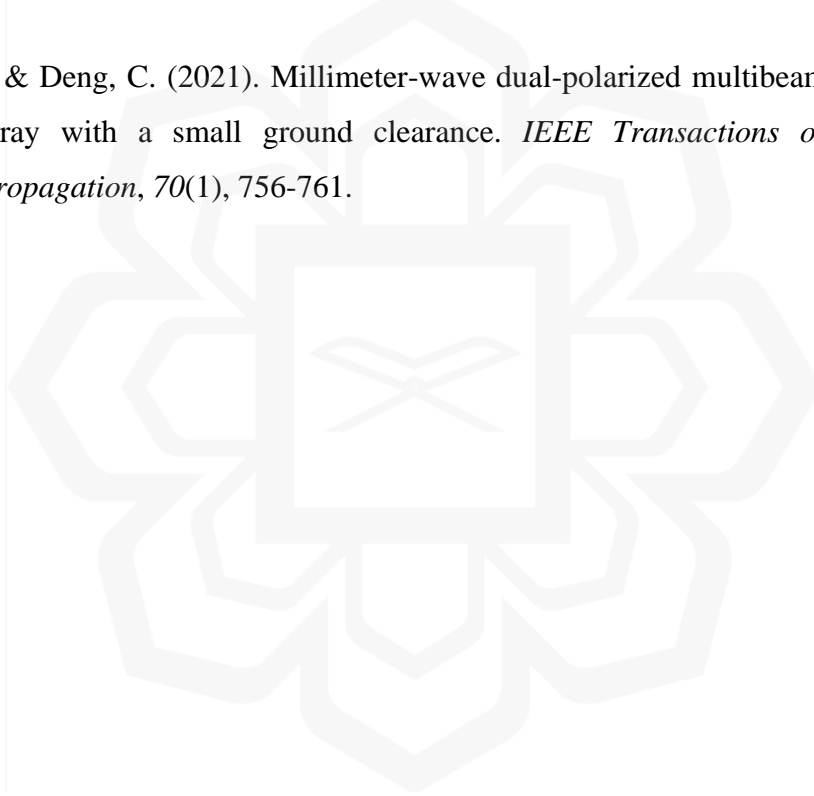 & Deng, C. (2021). Millimeter-wave dual-polarized multibeam
ray with a small ground clearance. IEEE Transactions o
ropagation, 70(1), 756-761.